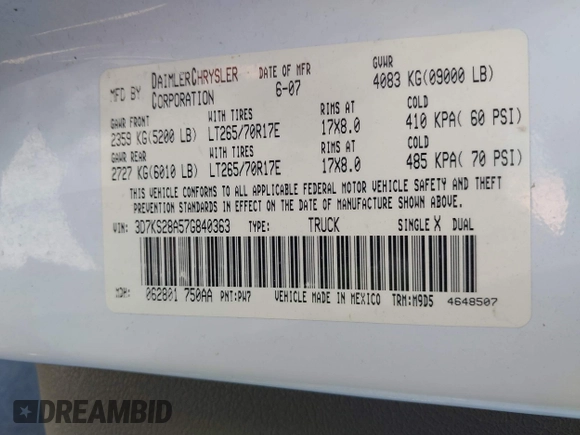 MFD BY DAIMLERCHRYSLER CORPORATION
DATE OF MFR 6-07
GVWR 4083 KG(09000 LB)
GAWR FRONT WITH TIRES RIMS AT COLD
2359 KG(5200 LB) LT265/70R17E 17X8.0 410 KPA( 60 PSI)
GAWR REAR WITH TIRES RIMS AT COLD
2727 KG(6010 LB) LT265/70R17E 17X8.0 485 KPA( 70 PSI)
THIS VEHICLE CONFORMS TO ALL APPLICABLE FEDERAL MOTOR VEHICLE SAFETY AND THEFT
PREVENTION STANDARDS IN EFFECT ON THE DATE OF MANUFACTURE SHOWN ABOVE.
VIN: 3D7KS28A57G840363 TYPE: TRUCK SINGLE X DUAL
MDH: 062801 750AA PNT:PW7 VEHICLE MADE IN MEXICO TRM:M9D5 4648507
DREAMBID